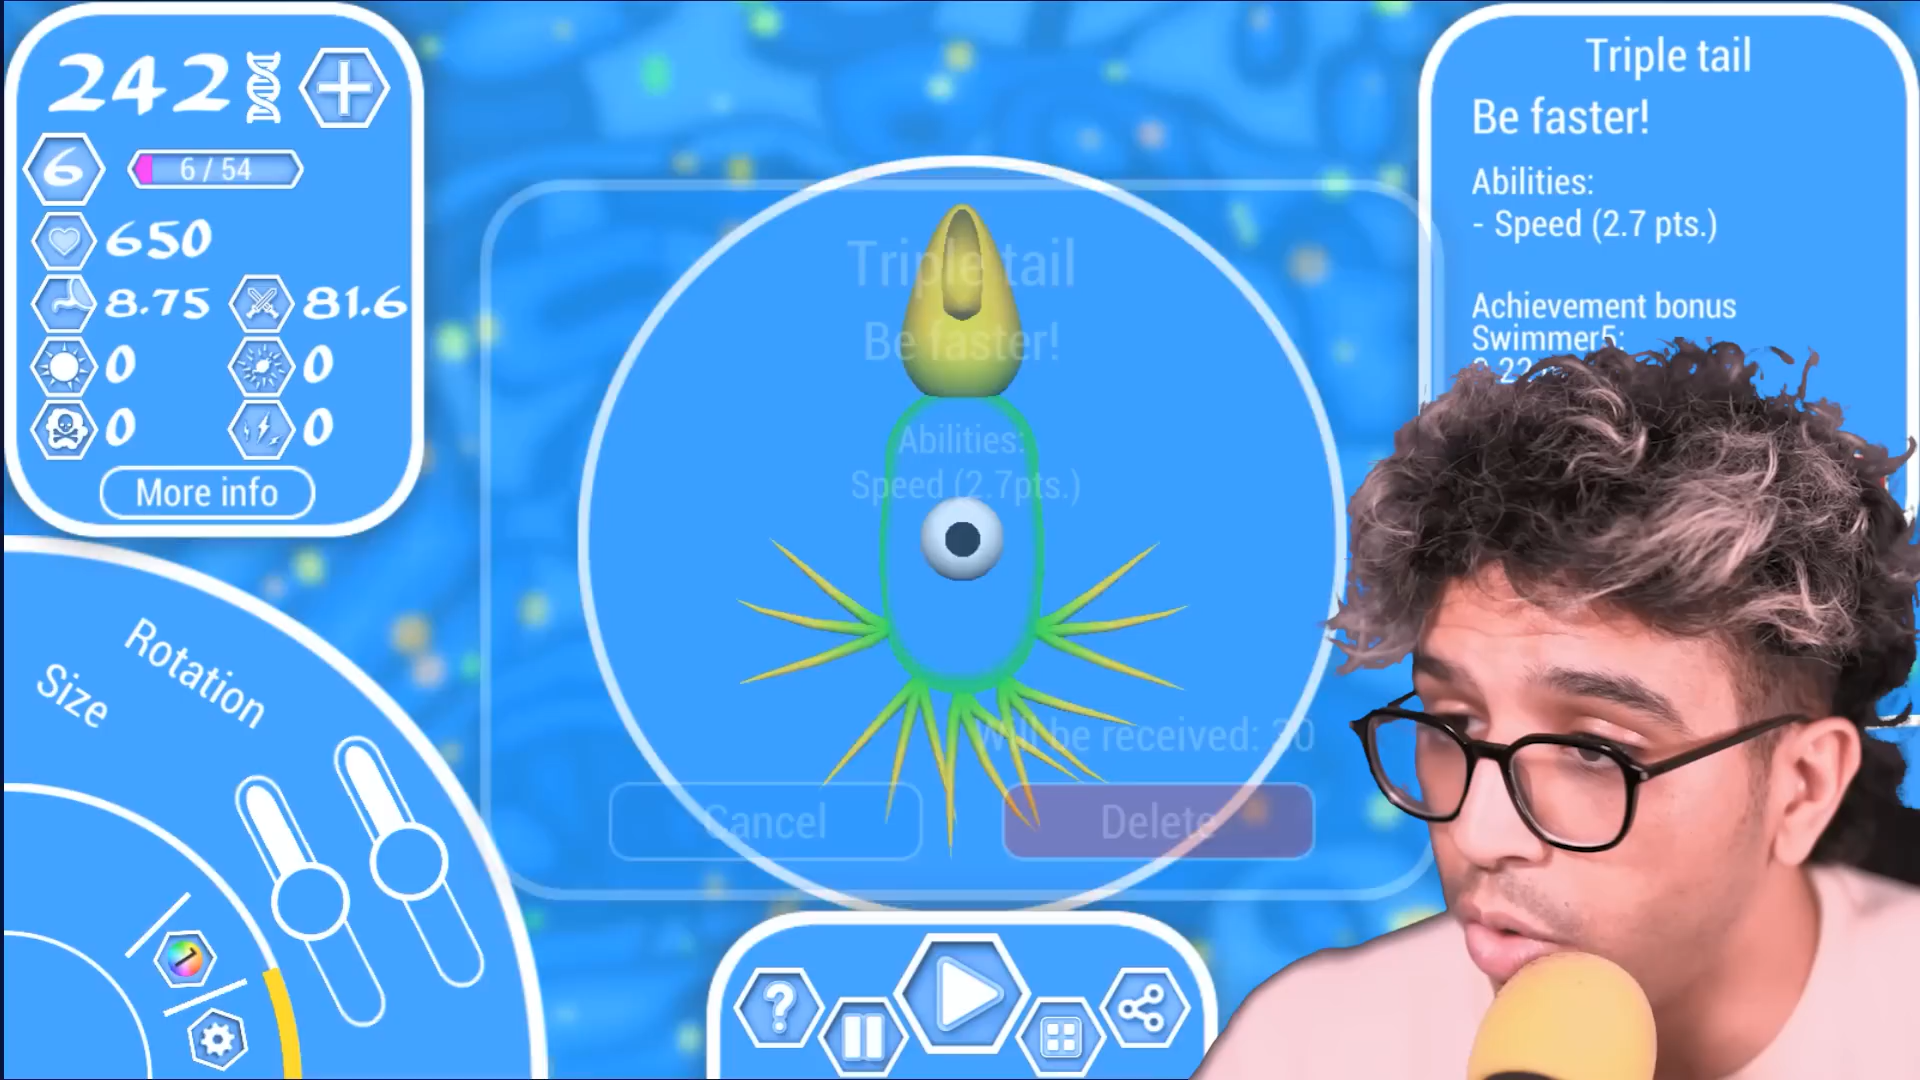 242
6
6 / 54
650
8.75
81.6
0
0
0
0
More info
Rotation
Size
Triple tail
Be faster!
Abilities:
Speed (2.7pts.)
Will be received: 30
Cancel
Delete
?
Triple tail
Be faster!
Abilities:
- Speed (2.7 pts.)
Achievement bonus
Swimmer5: